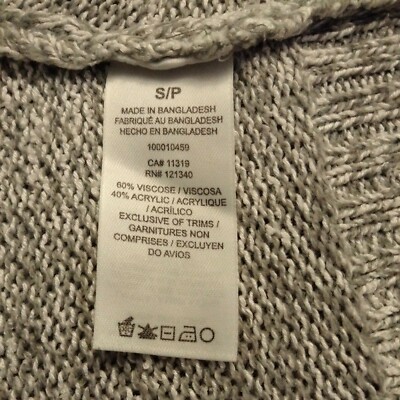 S/P
MADE IN BANGLADESH
FABRIQUÉ AU BANGLADESH
HECHO EN BANGLADESH
100010459
CA# 11319
RN# 121340
60% VISCOSE / VISCOSA
40% ACRYLIC / ACRYLIQUE
/ ACRÍLICO
EXCLUSIVE OF TRIMS /
GARNITURES NON
COMPRISES / EXCLUYEN
DO AVIOS